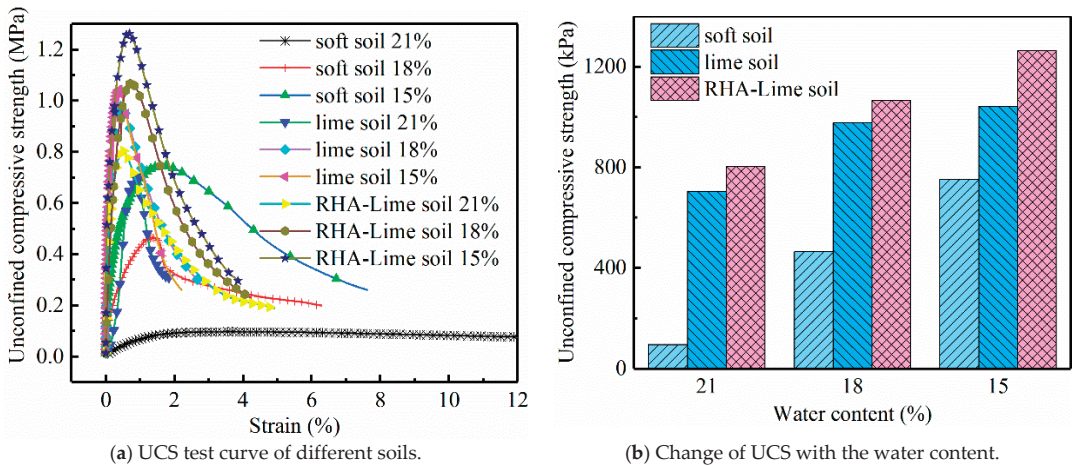 Unconfined compressive strength (MPa)
1.2
1.0
0.8
0.6
0.4
0.2
0.0
0
2
4
6
8
10
12
Strain (%)
soft soil 21%
soft soil 18%
soft soil 15%
lime soil 21%
lime soil 18%
lime soil 15%
RHA-Lime soil 21%
RHA-Lime soil 18%
RHA-Lime soil 15%
(a) UCS test curve of different soils.
Unconfined compressive strength (kPa)
1200
800
400
0
soft soil
lime soil
RHA-Lime soil
21
18
15
Water content (%)
(b) Change of UCS with the water content.